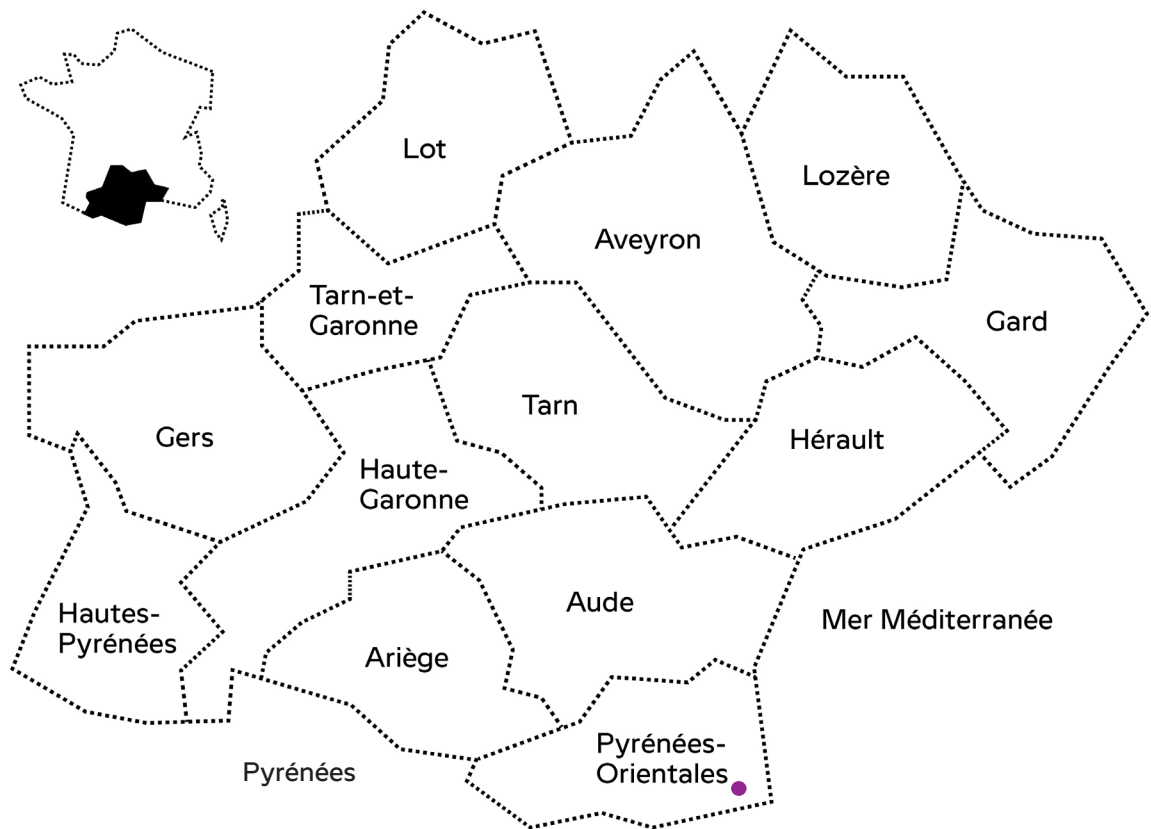 Lot
Lozère
Aveyron
Tarn-et-
Garonne
Gard
Tarn
Gers
Hérault
Haute-
Garonne
Hautes-
Pyrénées
Aude
Mer Méditerranée
Ariège
Pyrénées-
Orientales
Pyrénées